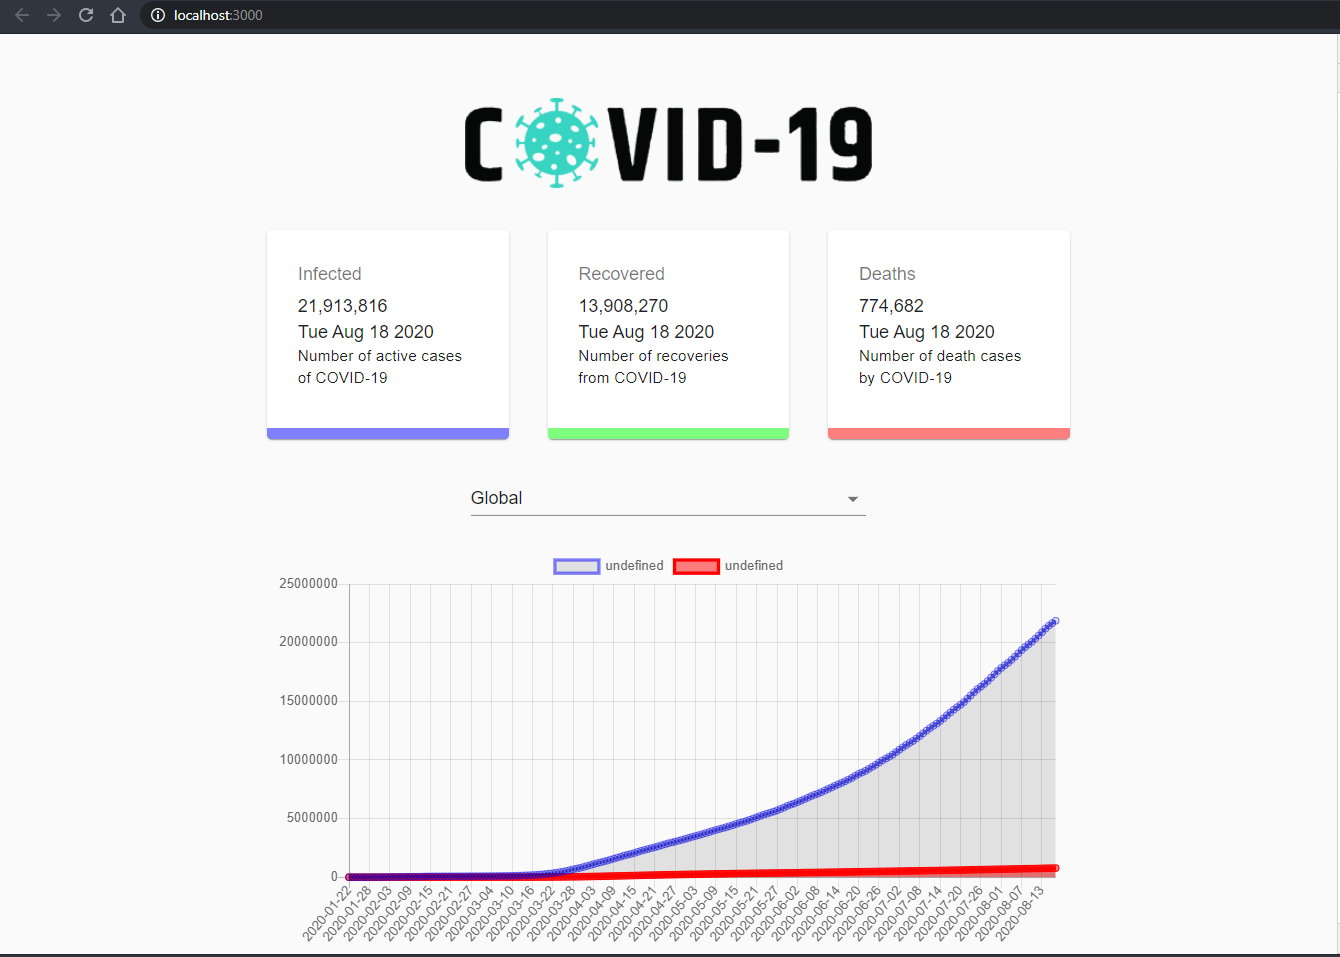 localhost:3000
COVID-19
Infected
21,913,816
Tue Aug 18 2020
Number of active cases
of COVID-19
Recovered
13,908,270
Tue Aug 18 2020
Number of recoveries
from COVID-19
Deaths
774,682
Tue Aug 18 2020
Number of death cases
by COVID-19
Global
undefined undefined
25000000
20000000
15000000
10000000
5000000
0
2020-01-22
2020-01-28
2020-02-03
2020-02-09
2020-02-15
2020-02-21
2020-02-27
2020-03-04
2020-03-10
2020-03-16
2020-03-22
2020-03-28
2020-04-03
2020-04-09
2020-04-15
2020-04-21
2020-04-27
2020-05-03
2020-05-09
2020-05-15
2020-05-21
2020-05-27
2020-06-02
2020-06-08
2020-06-14
2020-06-20
2020-06-26
2020-07-02
2020-07-08
2020-07-14
2020-07-20
2020-07-26
2020-08-01
2020-08-07
2020-08-13